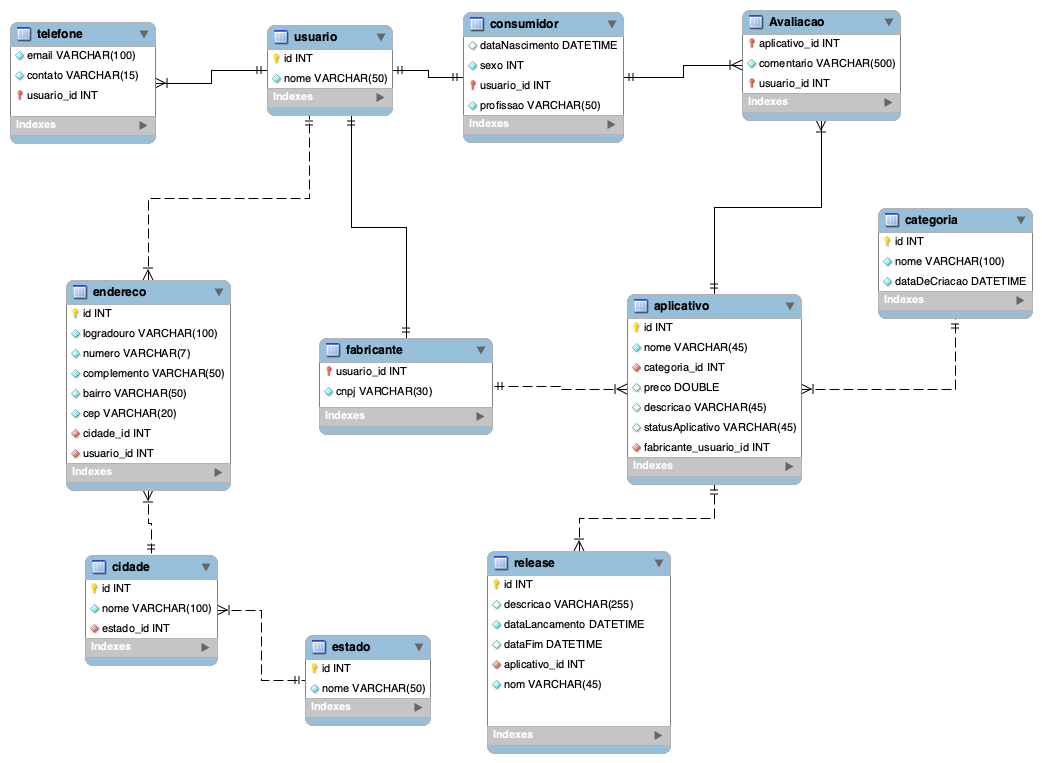 telefone
email VARCHAR(100)
contato VARCHAR(15)
usuario_id INT
Indexes
usuario
id INT
nome VARCHAR(50)
Indexes
consumidor
dataNascimento DATETIME
sexo INT
usuario_id INT
profissao VARCHAR(50)
Indexes
Avaliacao
aplicativo_id INT
comentario VARCHAR(500)
usuario_id INT
Indexes
categoria
id INT
nome VARCHAR(100)
dataDeCriacao DATETIME
Indexes
endereco
id INT
logradouro VARCHAR(100)
numero VARCHAR(7)
complemento VARCHAR(50)
bairro VARCHAR(50)
cep VARCHAR(20)
cidade_id INT
usuario_id INT
Indexes
fabricante
usuario_id INT
cnpj VARCHAR(30)
Indexes
aplicativo
id INT
nome VARCHAR(45)
categoria_id INT
preco DOUBLE
descricao VARCHAR(45)
statusAplicativo VARCHAR(45)
fabricante_usuario_id INT
Indexes
cidade
id INT
nome VARCHAR(100)
estado_id INT
Indexes
estado
id INT
nome VARCHAR(50)
Indexes
release
id INT
descricao VARCHAR(255)
dataLancamento DATETIME
dataFim DATETIME
aplicativo_id INT
nom VARCHAR(45)
Indexes